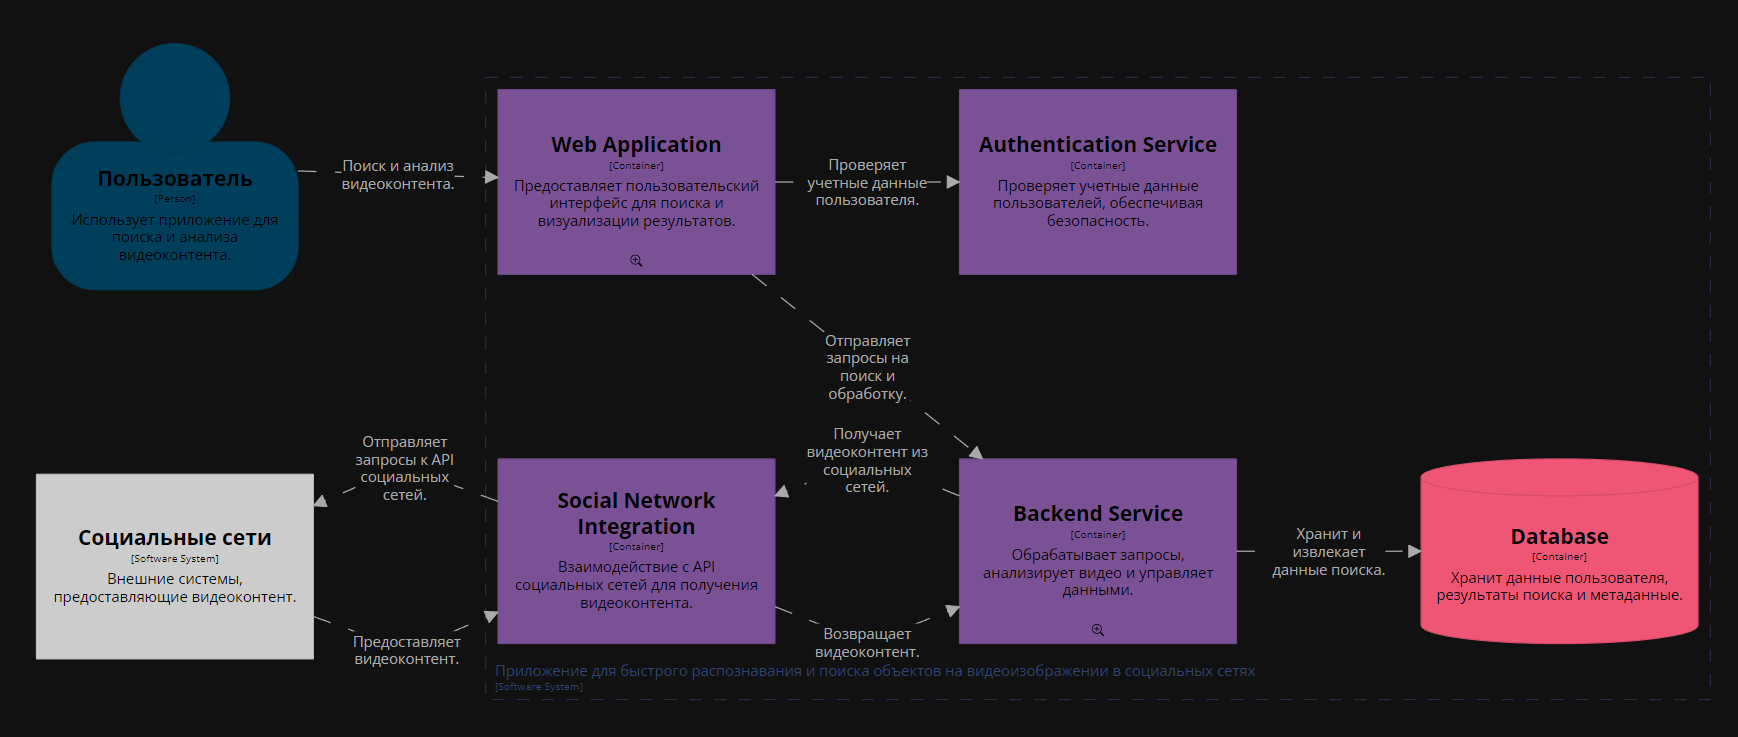 Пользователь
[Person]
Использует приложение для
поиска и анализа
видеоконтента.
Поиск и анализ
видеоконтента.
Web Application
[Container]
Предоставляет пользовательский
интерфейс для поиска и
визуализации результатов.
Проверяет
учетные данные
пользователя.
Authentication Service
[Container]
Проверяет учетные данные
пользователей, обеспечивая
безопасность.
Отправляет
запросы на
поиск и
обработку.
Социальные сети
[Software System]
Внешние системы,
предоставляющие видеоконтент.
Отправляет
запросы к API
социальных
сетей.
Предоставляет
видеоконтент.
Social Network
Integration
[Container]
Взаимодействие с API
социальных сетей для получения
видеоконтента.
Получает
видеоконтент из
социальных
сетей.
Возвращает
видеоконтент.
Backend Service
[Container]
Обрабатывает запросы,
анализирует видео и управляет
данными.
Хранит и
извлекает
данные поиска.
Database
[Container]
Хранит данные пользователя,
результаты поиска и метаданные.
Приложение для быстрого распознавания и поиска объектов на видеоизображении в социальных сетях
[Software System]